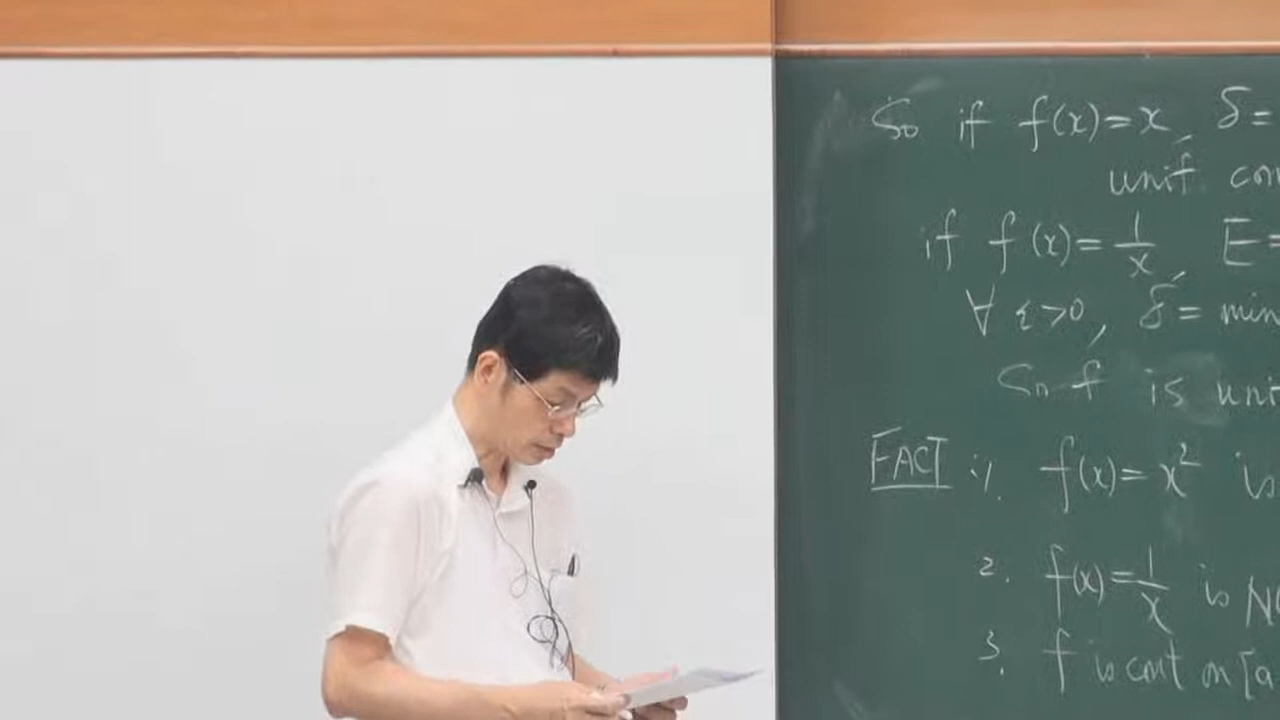 So if f(x)=x, δ=
unif con
if f(x)=1/x, E=
∀ ε>0, δ= min
So f is uni
FACT: 1. f(x)=x² is
2. f(x)=1/x is NO
3. f is cont on [a